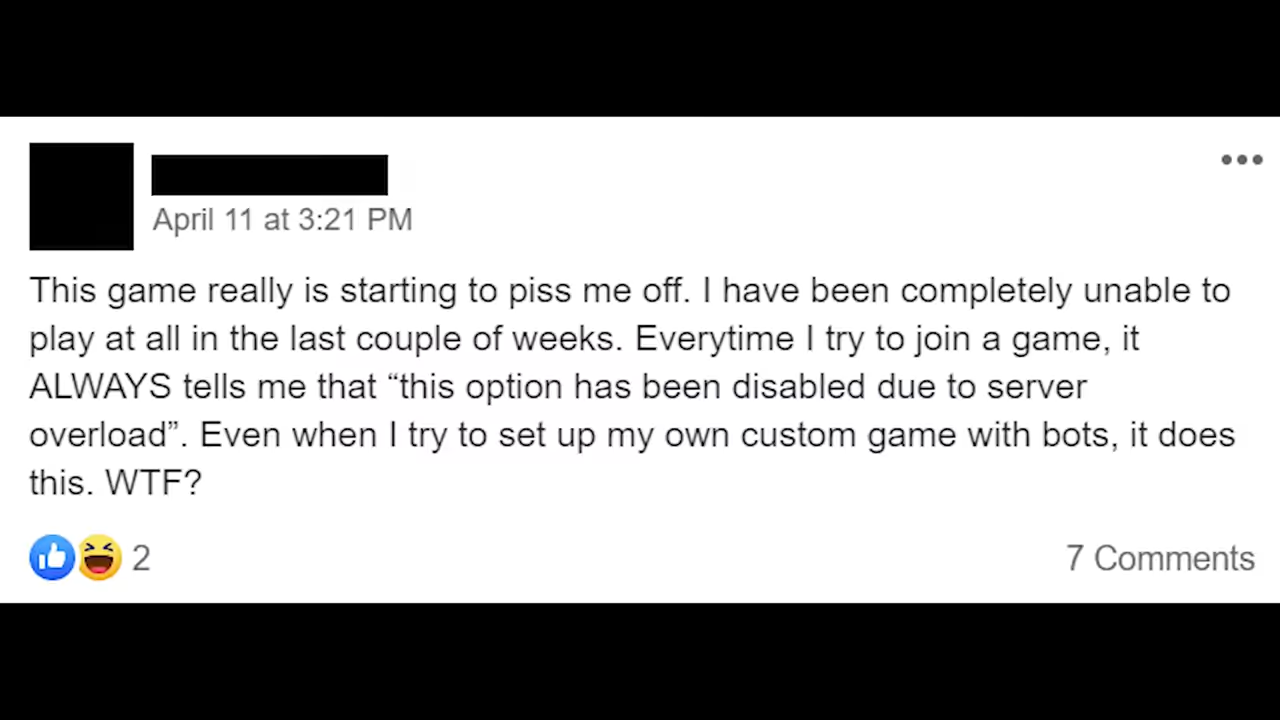 April 11 at 3:21 PM
This game really is starting to piss me off. I have been completely unable to
play at all in the last couple of weeks. Everytime I try to join a game, it
ALWAYS tells me that “this option has been disabled due to server
overload”. Even when I try to set up my own custom game with bots, it does
this. WTF?
2
7 Comments